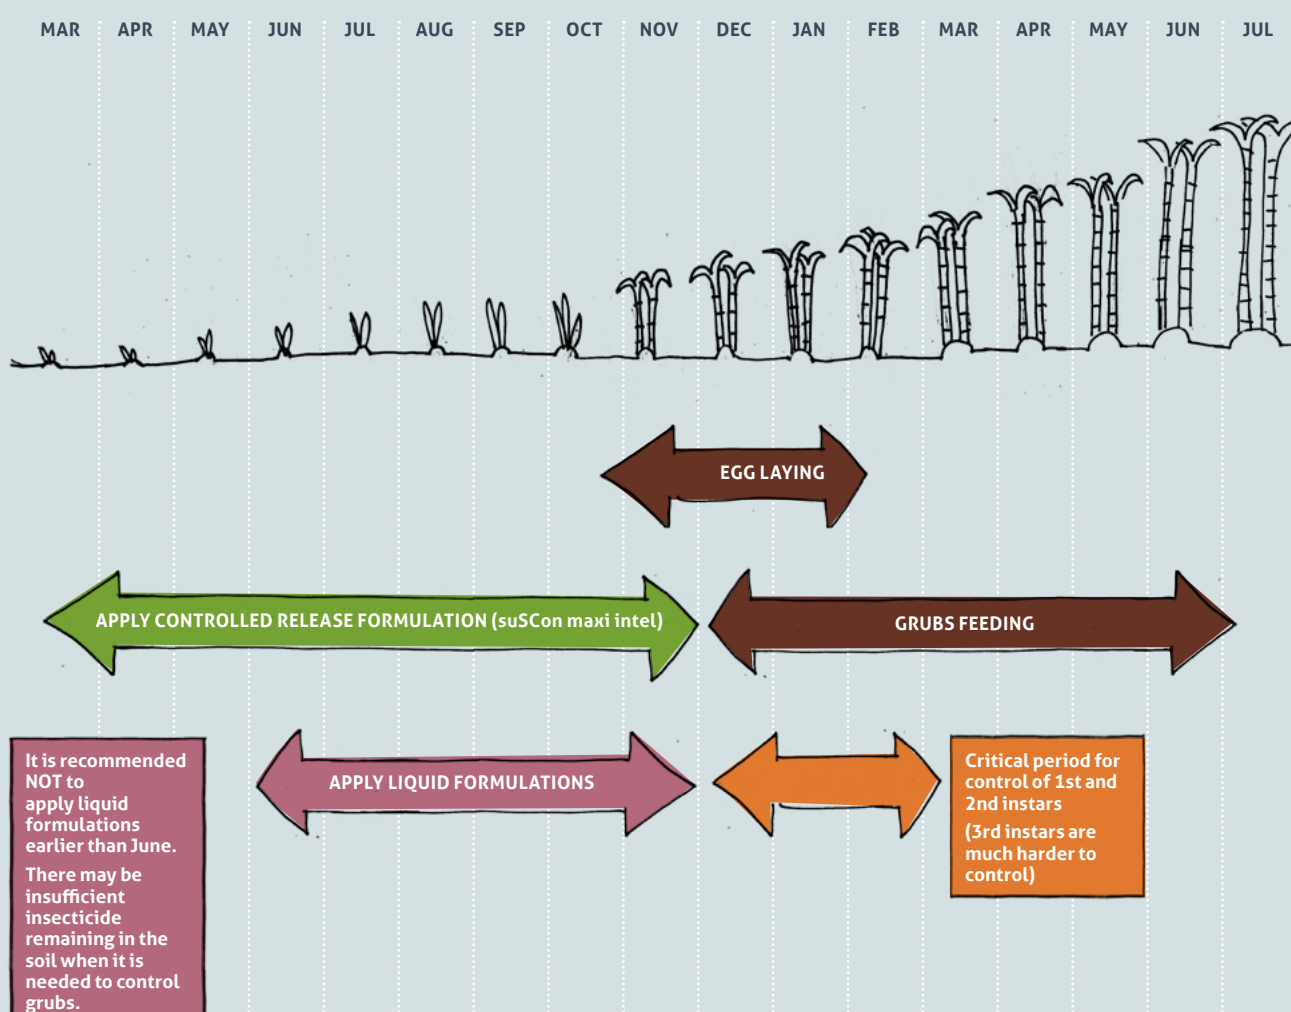 MAR APR MAY JUN JUL AUG SEP OCT NOV DEC JAN FEB MAR APR MAY JUN JUL
EGG LAYING
APPLY CONTROLLED RELEASE FORMULATION (suSCon maxi intel)
GRUBS FEEDING
It is recommended
NOT to
apply liquid
formulations
earlier than June.
There may be
insufficient
insecticide
remaining in the
soil when it is
needed to control
grubs.
APPLY LIQUID FORMULATIONS
Critical period for
control of 1st and
2nd instars
(3rd instars are
much harder to
control)